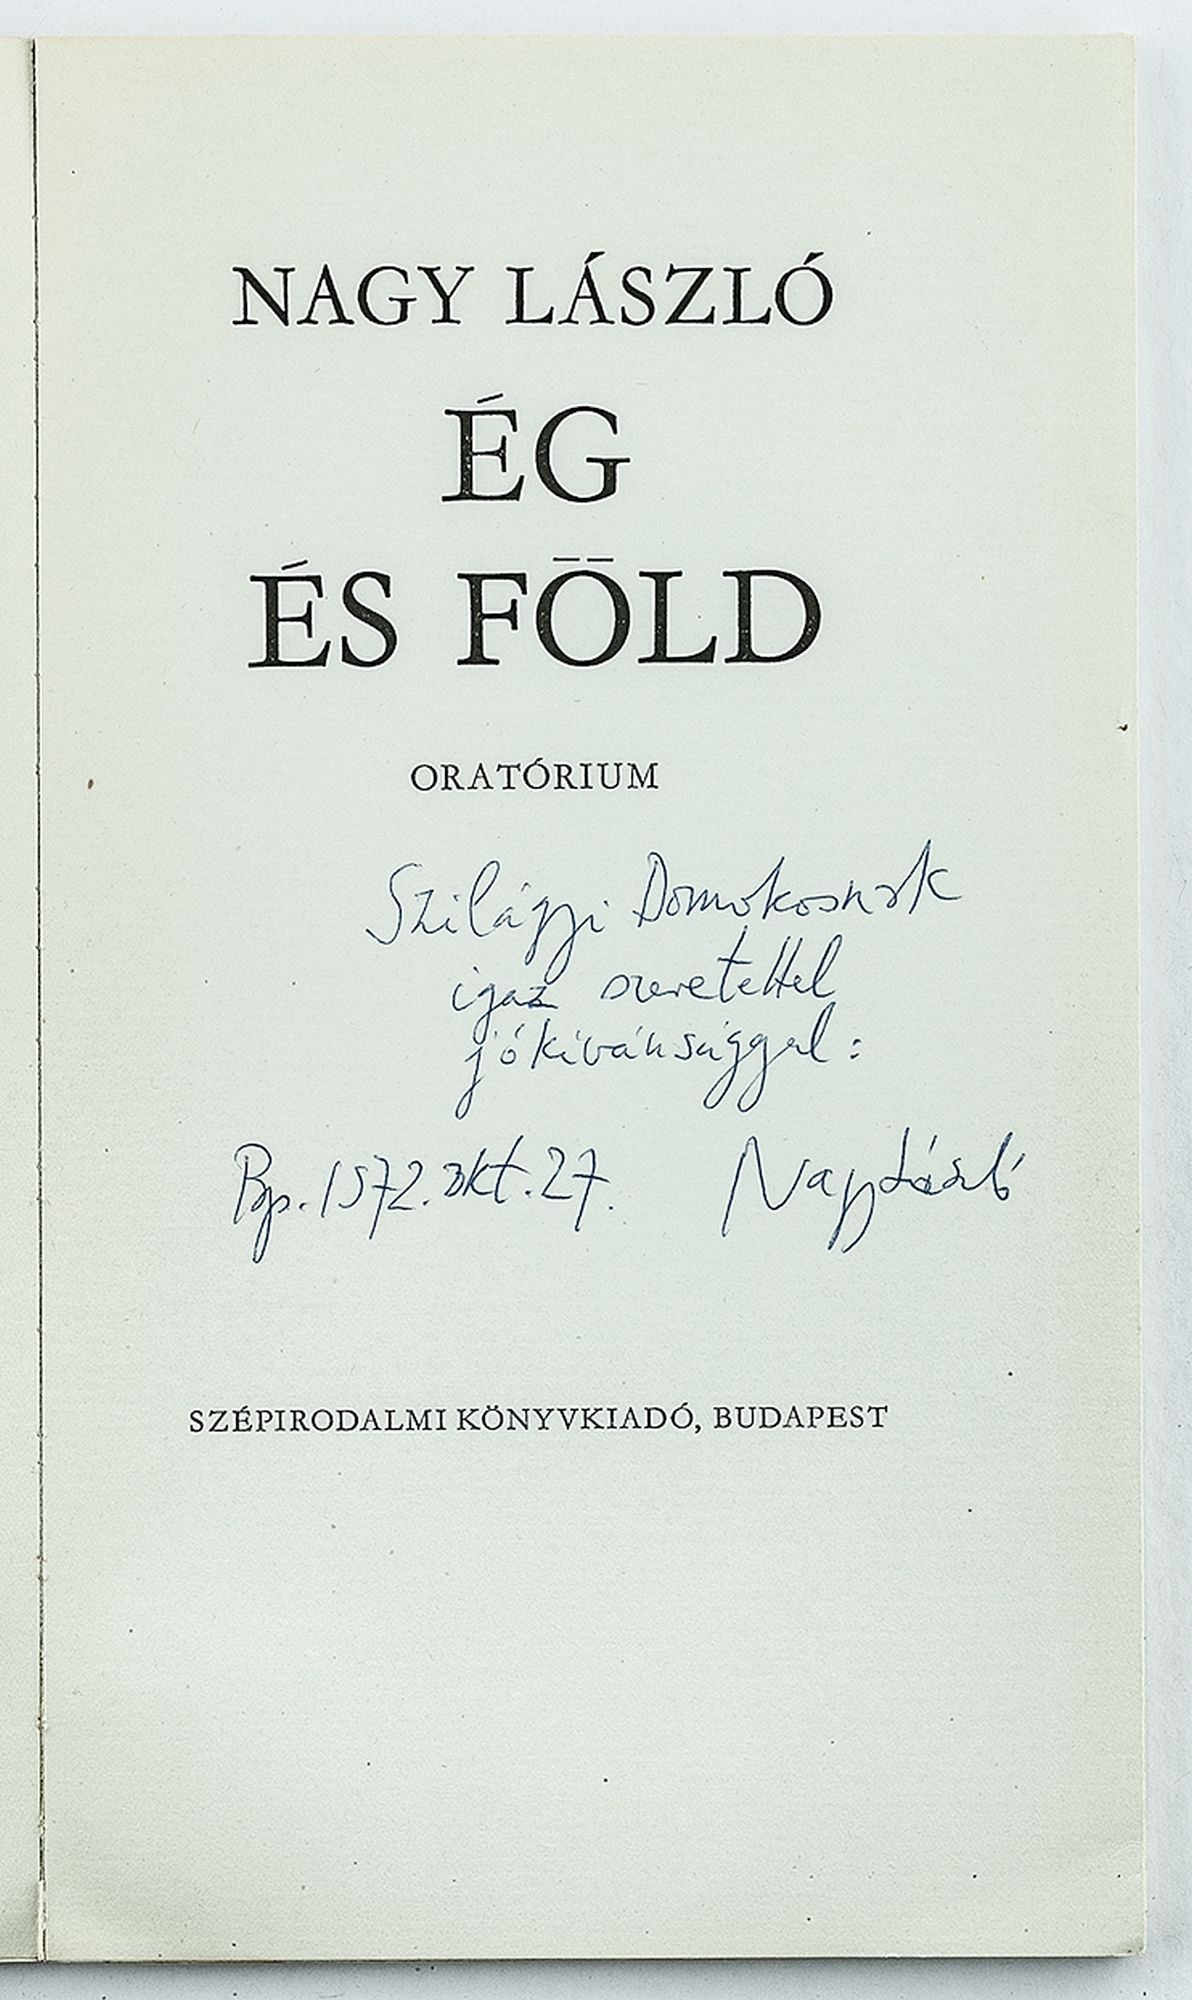 NAGY LÁSZLÓ
ÉG
ÉS FÖLD
ORATÓRIUM
Szilágyi Domokosnak
igaz szeretettel
jókívánsággal:
Bp. 1972. okt. 27. Nagy László
SZÉPIRODALMI KÖNYVKIADÓ, BUDAPEST